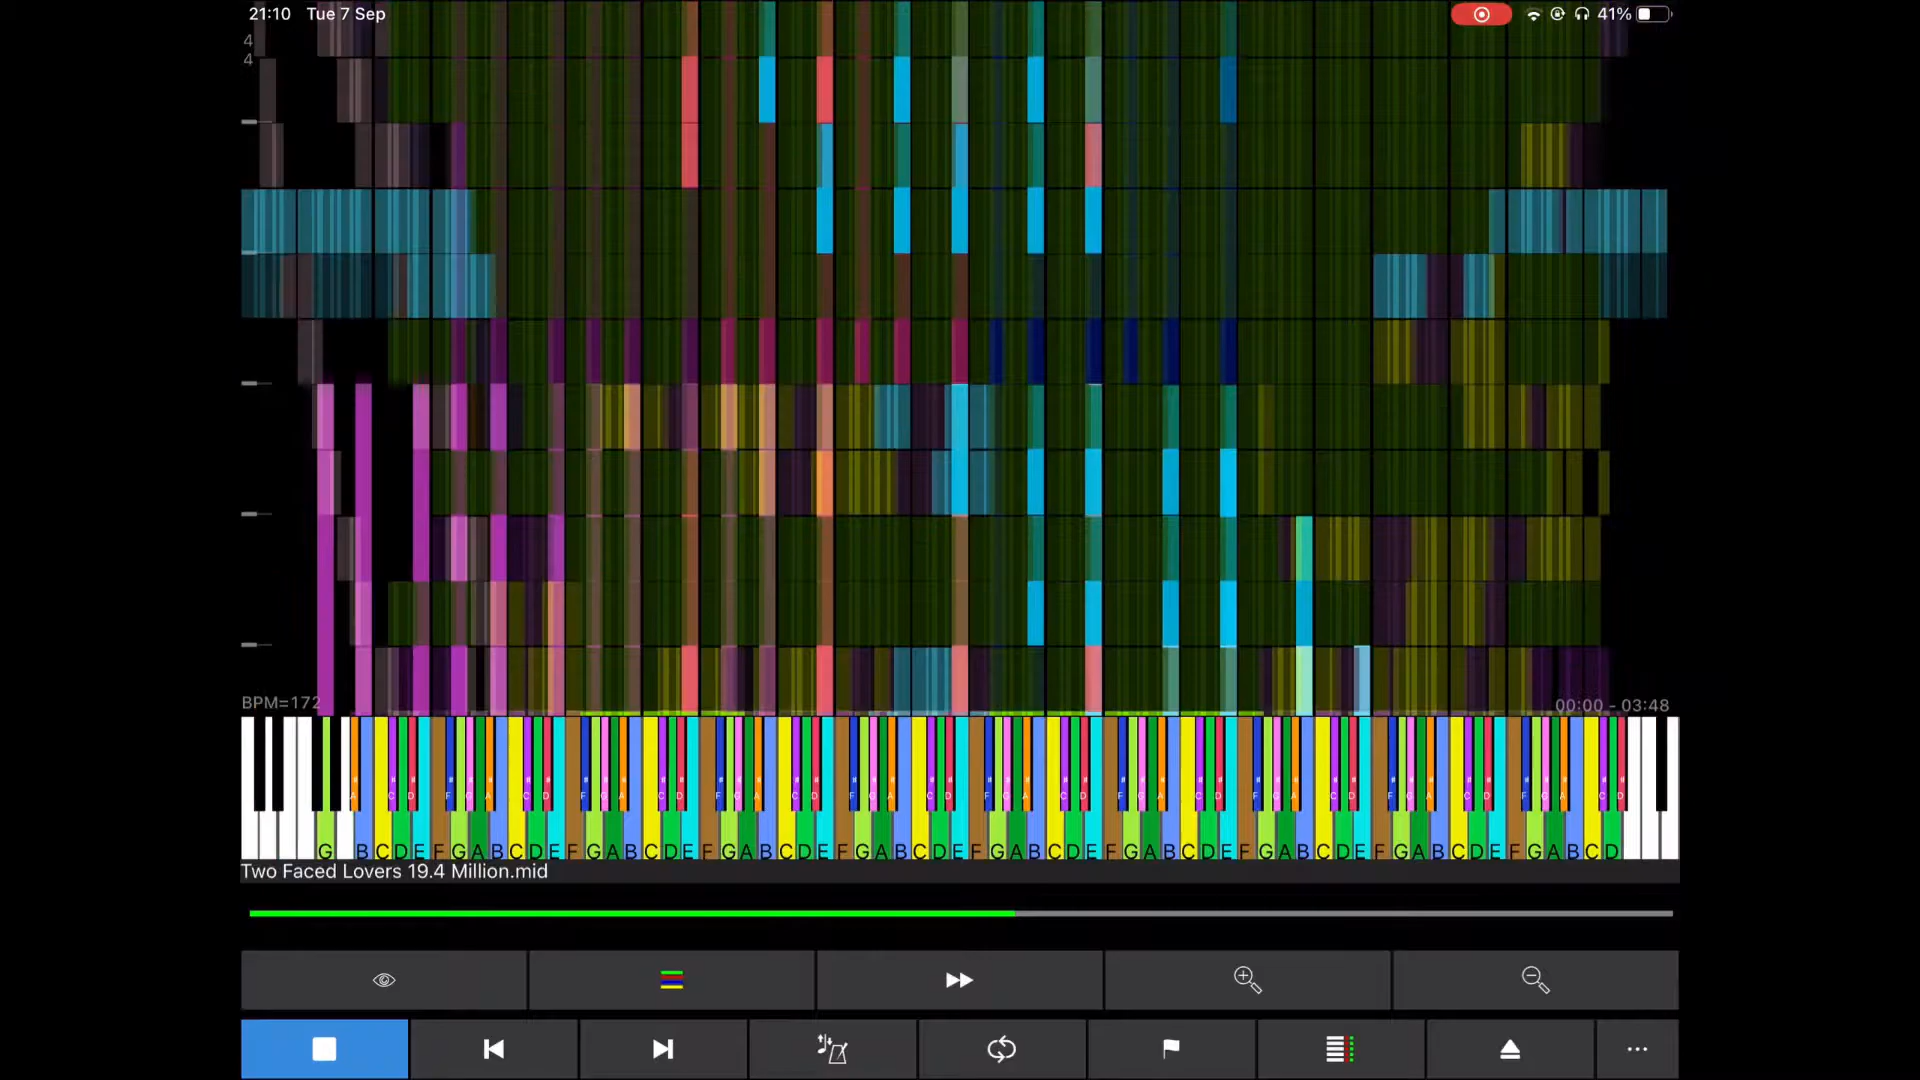 21:10 Tue 7 Sep 41%
4
4
BPM=172 00:00 - 03:48
A C D F G A C D F G A C D F G A C D F G A C D F G A C D F G A C D F G A C D F G A C D F G A C D
G B C D E F G A B C D E F G A B C D E F G A B C D E F G A B C D E F G A B C D E F G A B C D E F G A B C D E F G A B C D E F G A B C D
Two Faced Lovers 19.4 Million.mid